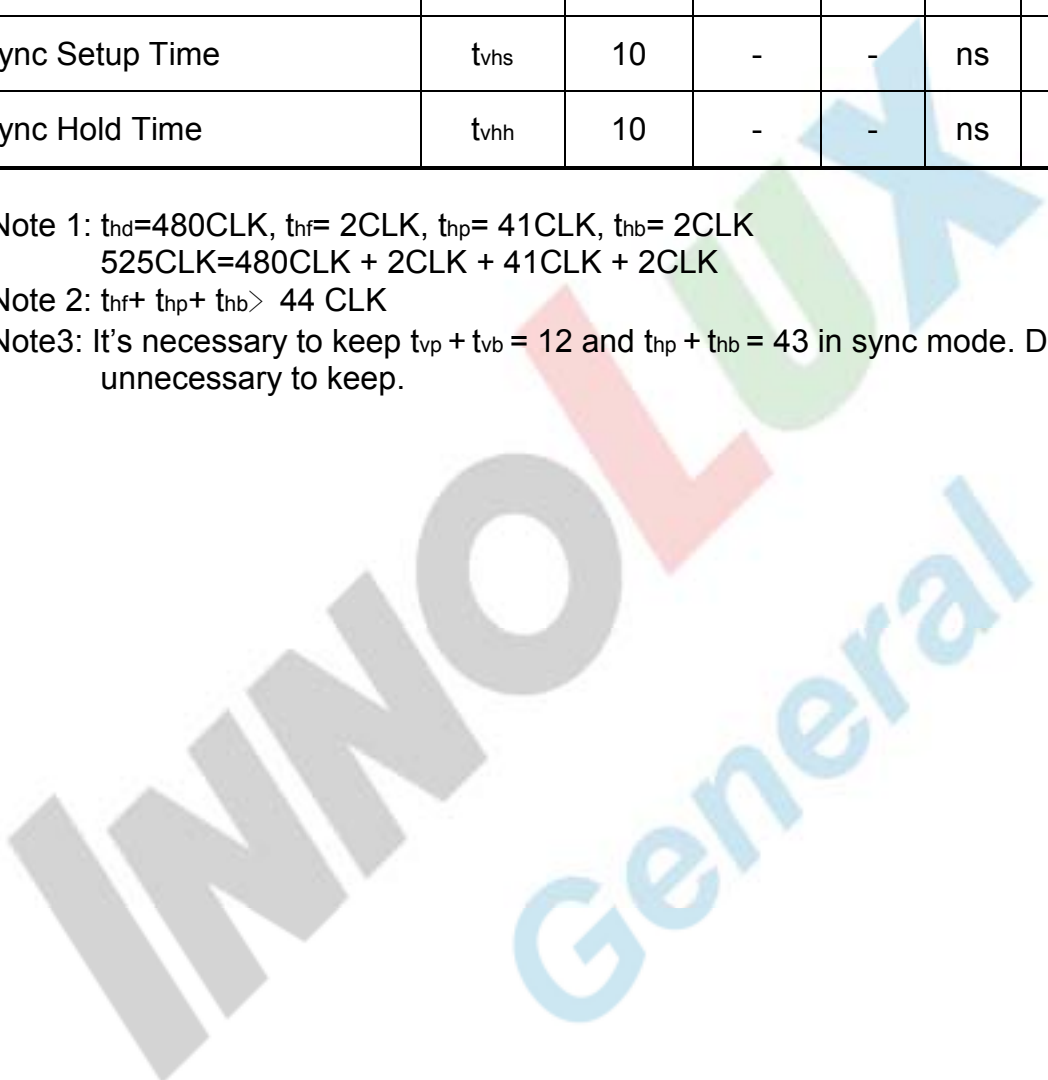 ync Setup Time tvhs 10 - - ns
ync Hold Time tvhh 10 - - ns
Note 1: thd=480CLK, thf= 2CLK, thp= 41CLK, thb= 2CLK
525CLK=480CLK + 2CLK + 41CLK + 2CLK
Note 2: thf+ thp+ thb> 44 CLK
Note3: It’s necessary to keep tvp + tvb = 12 and thp + thb = 43 in sync mode. D
unnecessary to keep.
INNOLUX
General